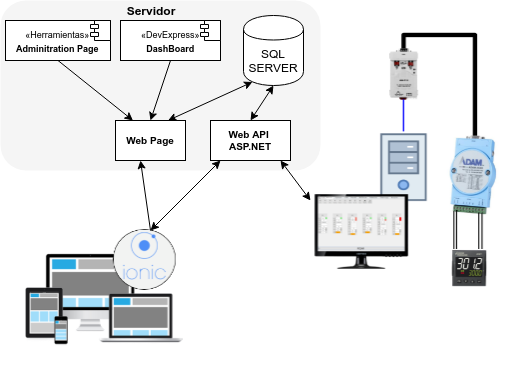 Servidor
«Herramientas»
Adminitration Page
«DevExpress»
DashBoard
SQL
SERVER
Web Page
Web API
ASP.NET
ADAM
ionic
3012